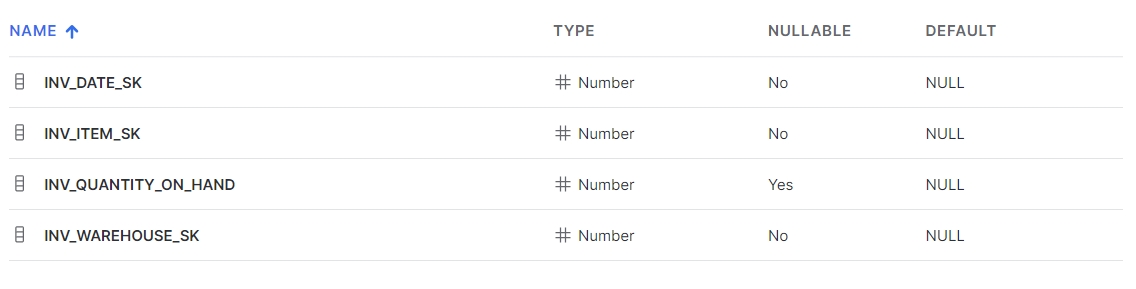 NAME TYPE NULLABLE DEFAULT
INV_DATE_SK Number No NULL
INV_ITEM_SK Number No NULL
INV_QUANTITY_ON_HAND Number Yes NULL
INV_WAREHOUSE_SK Number No NULL